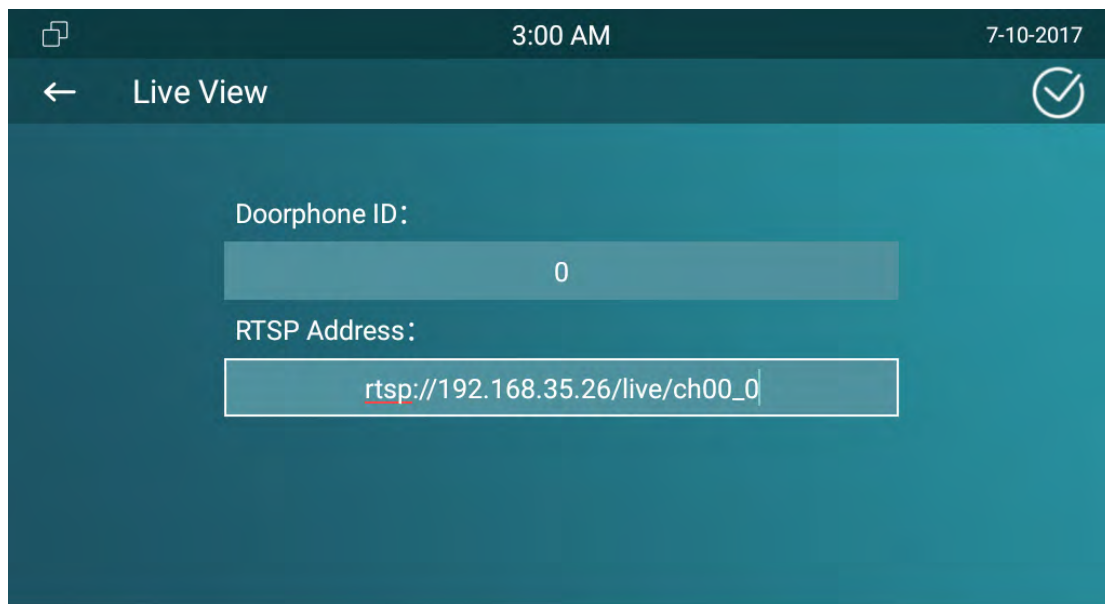 3:00 AM 7-10-2017
Live View
Doorphone ID:
0
RTSP Address:
rtsp://192.168.35.26/live/ch00_0